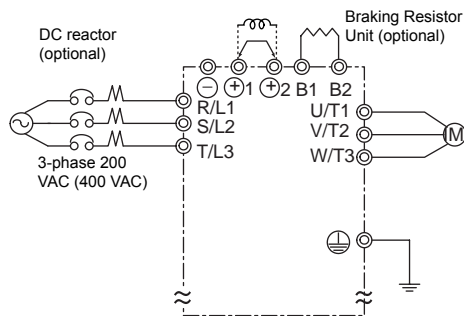 DC reactor
(optional)
Braking Resistor
Unit (optional)
− +1 +2 B1 B2
R/L1
S/L2
T/L3
U/T1
V/T2
W/T3
M
3-phase 200
VAC (400 VAC)